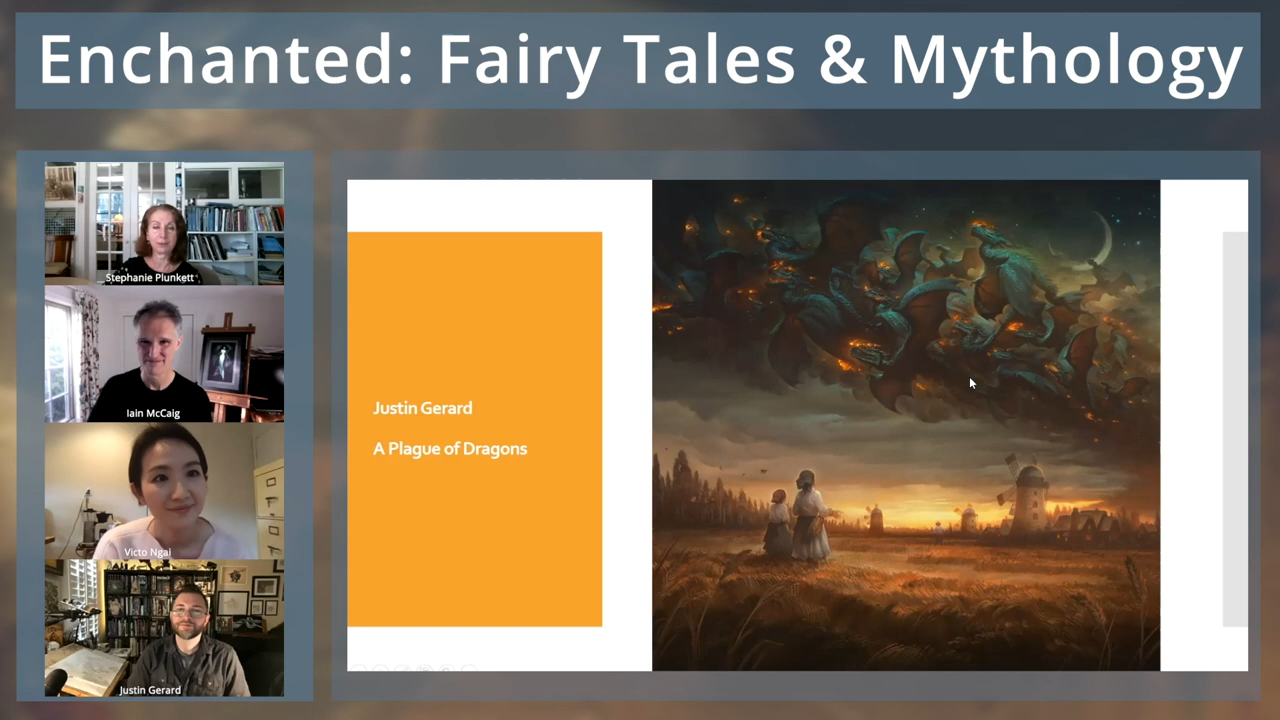 Enchanted: Fairy Tales & Mythology
Stephanie Plunkett
Iain McCaig
Victo Ngai
Justin Gerard
Justin Gerard
A Plague of Dragons